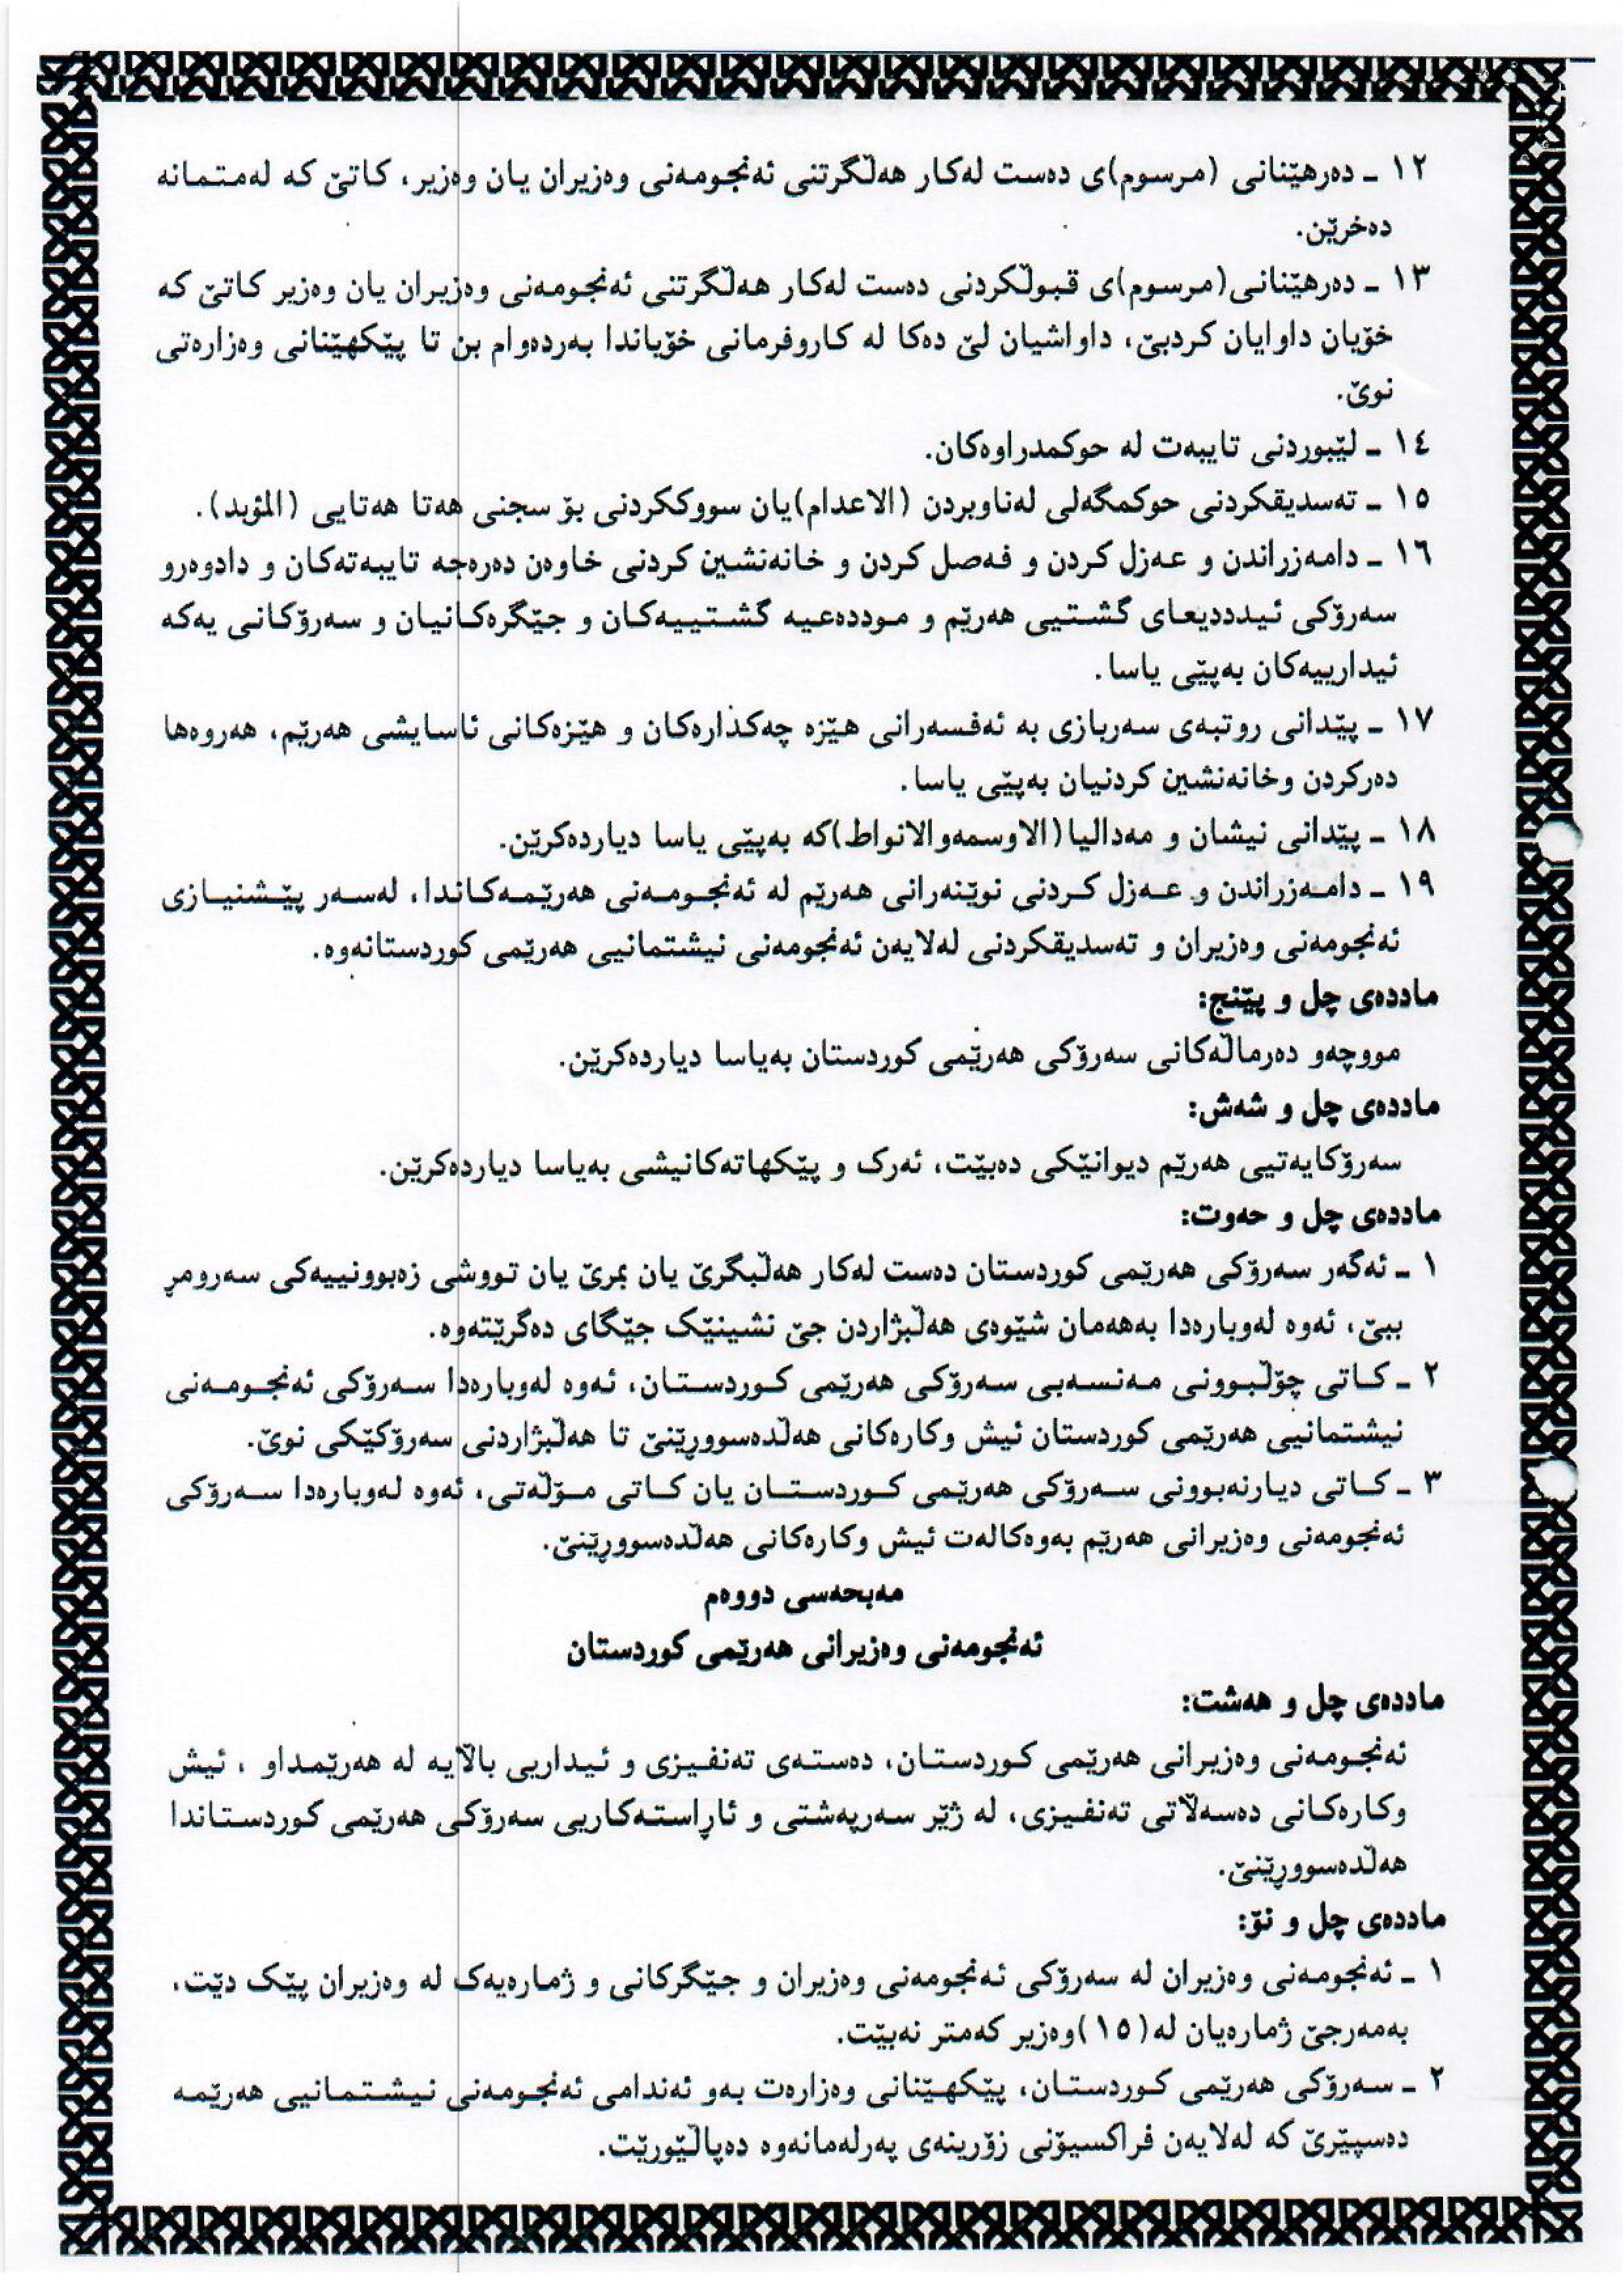 ١٢ ـ دەرهێنانی (مرسوم)ی دەست لەکار هەڵگرتنی ئەنجومەنی وەزیران یان وەزیر، کاتێ کە لەمتمانە
دەخرێن.
١٣ ـ دەرهێنانی(مرسوم)ی قبوڵکردنی دەست لەکار هەڵگرتنی ئەنجومەنی وەزیران یان وەزیر کاتێ کە
خۆیان داوایان کردبێ، داواشیان لێ دەکا لە کاروفرمانی خۆیاندا بەردەوام بن تا پێکهێنانی وەزارەتی
نوێ.
١٤ ـ لێبوردنی تایبەت لە حوکمدراوەکان.
١٥ ـ تەسدیقکردنی حوکمگەلی لەناوبردن (الاعدام)یان سووککردنی بۆ سجنی هەتا هەتایی (المؤبد).
١٦ ـ دامەزراندن و عەزل کردن و فەصل کردن و خانەنشین کردنی خاوەن دەرەجە تایبەتەکان و دادوەرو
سەرۆکی ئیدددیعای گشتیی هەرێم و مودددەعیە گشتییەکان و جێگرەکانیان و سەرۆکانی یەکە
ئیدارییەکان بەپێی یاسا.
١٧ ـ پێدانی روتبەی سەربازی بە ئەفسەرانی هێزە چەکدارەکان و هێزەکانی ئاسایشی هەرێم، هەروەها
دەرکردن وخانەنشین کردنیان بەپێی یاسا.
١٨ ـ پێدانی نیشان و مەدالیا(الاوسمەوالانواط)کە بەپێی یاسا دیاردەکرێن.
١٩ ـ دامەزراندن و عەزل کردنی نوێنەرانی هەرێم لە ئەنجومەنی هەرێمەکاندا، لەسەر پێشنیازی
ئەنجومەنی وەزیران و تەسدیقکردنی لەلایەن ئەنجومەنی نیشتمانیی هەرێمی کوردستانەوە.
ماددەی چل و پێنج:
مووچەو دەرماڵەکانی سەرۆکی هەرێمی کوردستان بەیاسا دیاردەکرێن.
ماددەی چل و شەش:
سەرۆکایەتیی هەرێم دیوانێکی دەبێت، ئەرک و پێکهاتەکانیشی بەیاسا دیاردەکرێن.
ماددەی چل و حەوت:
١ ـ ئەگەر سەرۆکی هەرێمی کوردستان دەست لەکار هەڵبگرێ یان بمرێ یان تووشی زەبوونییەکی سەرومڕ
ببێ، ئەوە لەوبارەدا بەهەمان شێوەی هەڵبژاردن جێ نشینێک جێگای دەگرێتەوە.
٢ ـ کاتی چۆڵبوونی مەنسەبی سەرۆکی هەرێمی کوردستان، ئەوە لەوبارەدا سەرۆکی ئەنجومەنی
نیشتمانیی هەرێمی کوردستان ئیش وکارەکانی هەڵدەسووڕێنێ تا هەڵبژاردنی سەرۆکێکی نوێ.
٣ ـ کاتی دیارنەبوونی سەرۆکی هەرێمی کوردستان یان کاتی مۆڵەتی، ئەوە لەوبارەدا سەرۆکی
ئەنجومەنی وەزیرانی هەرێم بەوەکالەت ئیش وکارەکانی هەڵدەسووڕێنێ.
مەبحەسی دووەم
ئەنجومەنی وەزیرانی هەرێمی کوردستان
ماددەی چل و هەشت:
ئەنجومەنی وەزیرانی هەرێمی کوردستان، دەستەی تەنفیزی و ئیداریی باڵایە لە هەرێمداو ، ئیش
وکارەکانی دەسەڵاتی تەنفیزی، لە ژێر سەرپەشتی و ئاڕاستەکاریی سەرۆکی هەرێمی کوردستاندا
هەڵدەسووڕێنێ.
ماددەی چل و نۆ:
١ ـ ئەنجومەنی وەزیران لە سەرۆکی ئەنجومەنی وەزیران و جێگرکانی و ژمارەیەک لە وەزیران پێک دێت،
بەمەرجێ ژمارەیان لە(١٥)وەزیر کەمتر نەبێت.
٢ ـ سەرۆکی هەرێمی کوردستان، پێکهێنانی وەزارەت بەو ئەندامی ئەنجومەنی نیشتمانیی هەرێمە
دەسپێرێ کە لەلایەن فراکسیۆنی زۆرینەی پەرلەمانەوە دەپاڵێورێت.